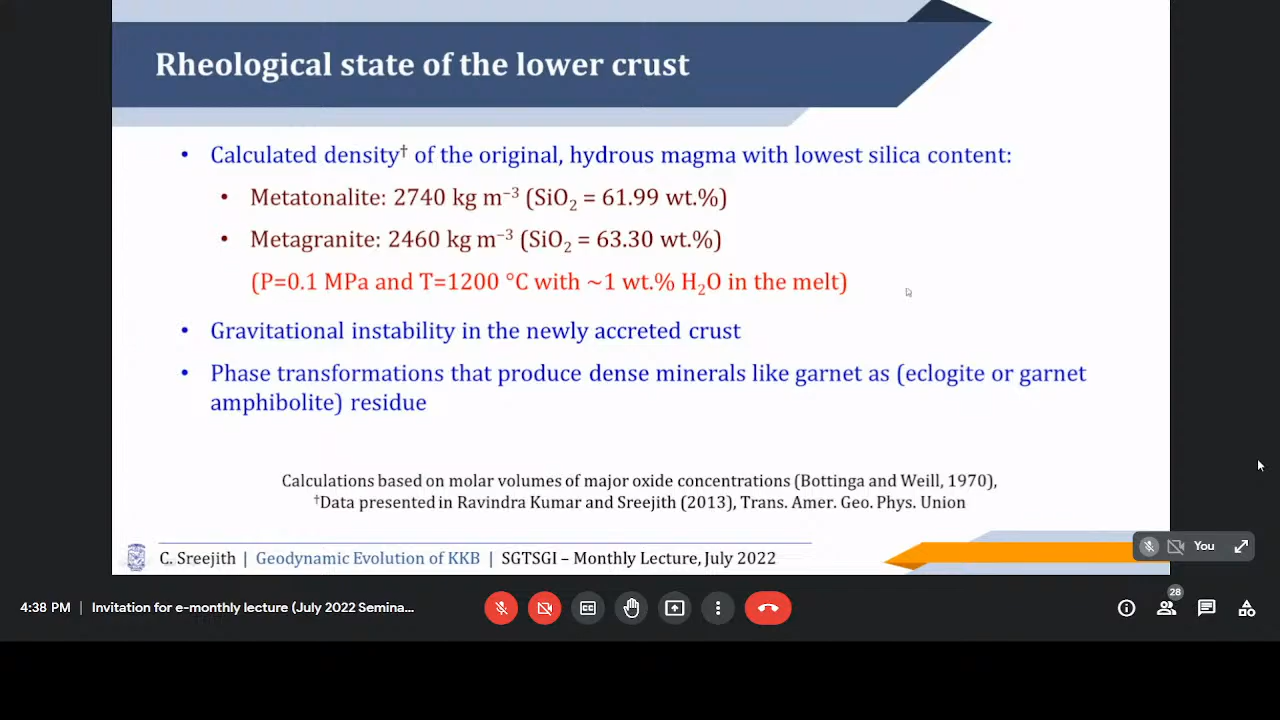 Rheological state of the lower crust
• Calculated density† of the original, hydrous magma with lowest silica content:
• Metatonalite: 2740 kg m⁻³ (SiO₂ = 61.99 wt.%)
• Metagranite: 2460 kg m⁻³ (SiO₂ = 63.30 wt.%)
(P=0.1 MPa and T=1200 °C with ~1 wt.% H₂O in the melt)
• Gravitational instability in the newly accreted crust
• Phase transformations that produce dense minerals like garnet as (eclogite or garnet
amphibolite) residue
Calculations based on molar volumes of major oxide concentrations (Bottinga and Weill, 1970),
†Data presented in Ravindra Kumar and Sreejith (2013), Trans. Amer. Geo. Phys. Union
C. Sreejith | Geodynamic Evolution of KKB | SGTSGI – Monthly Lecture, July 2022
You
28
4:38 PM | Invitation for e-monthly lecture (July 2022 Semina...
CC